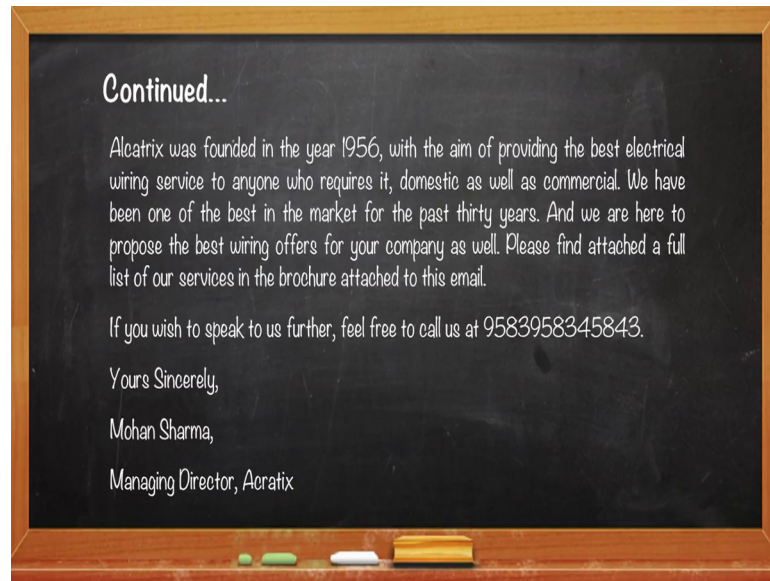 Continued...
Alcatrix was founded in the year 1956, with the aim of providing the best electrical
wiring service to anyone who requires it, domestic as well as commercial. We have
been one of the best in the market for the past thirty years. And we are here to
propose the best wiring offers for your company as well. Please find attached a full
list of our services in the brochure attached to this email.
If you wish to speak to us further, feel free to call us at 9583958345843.
Yours Sincerely,
Mohan Sharma,
Managing Director, Acratix